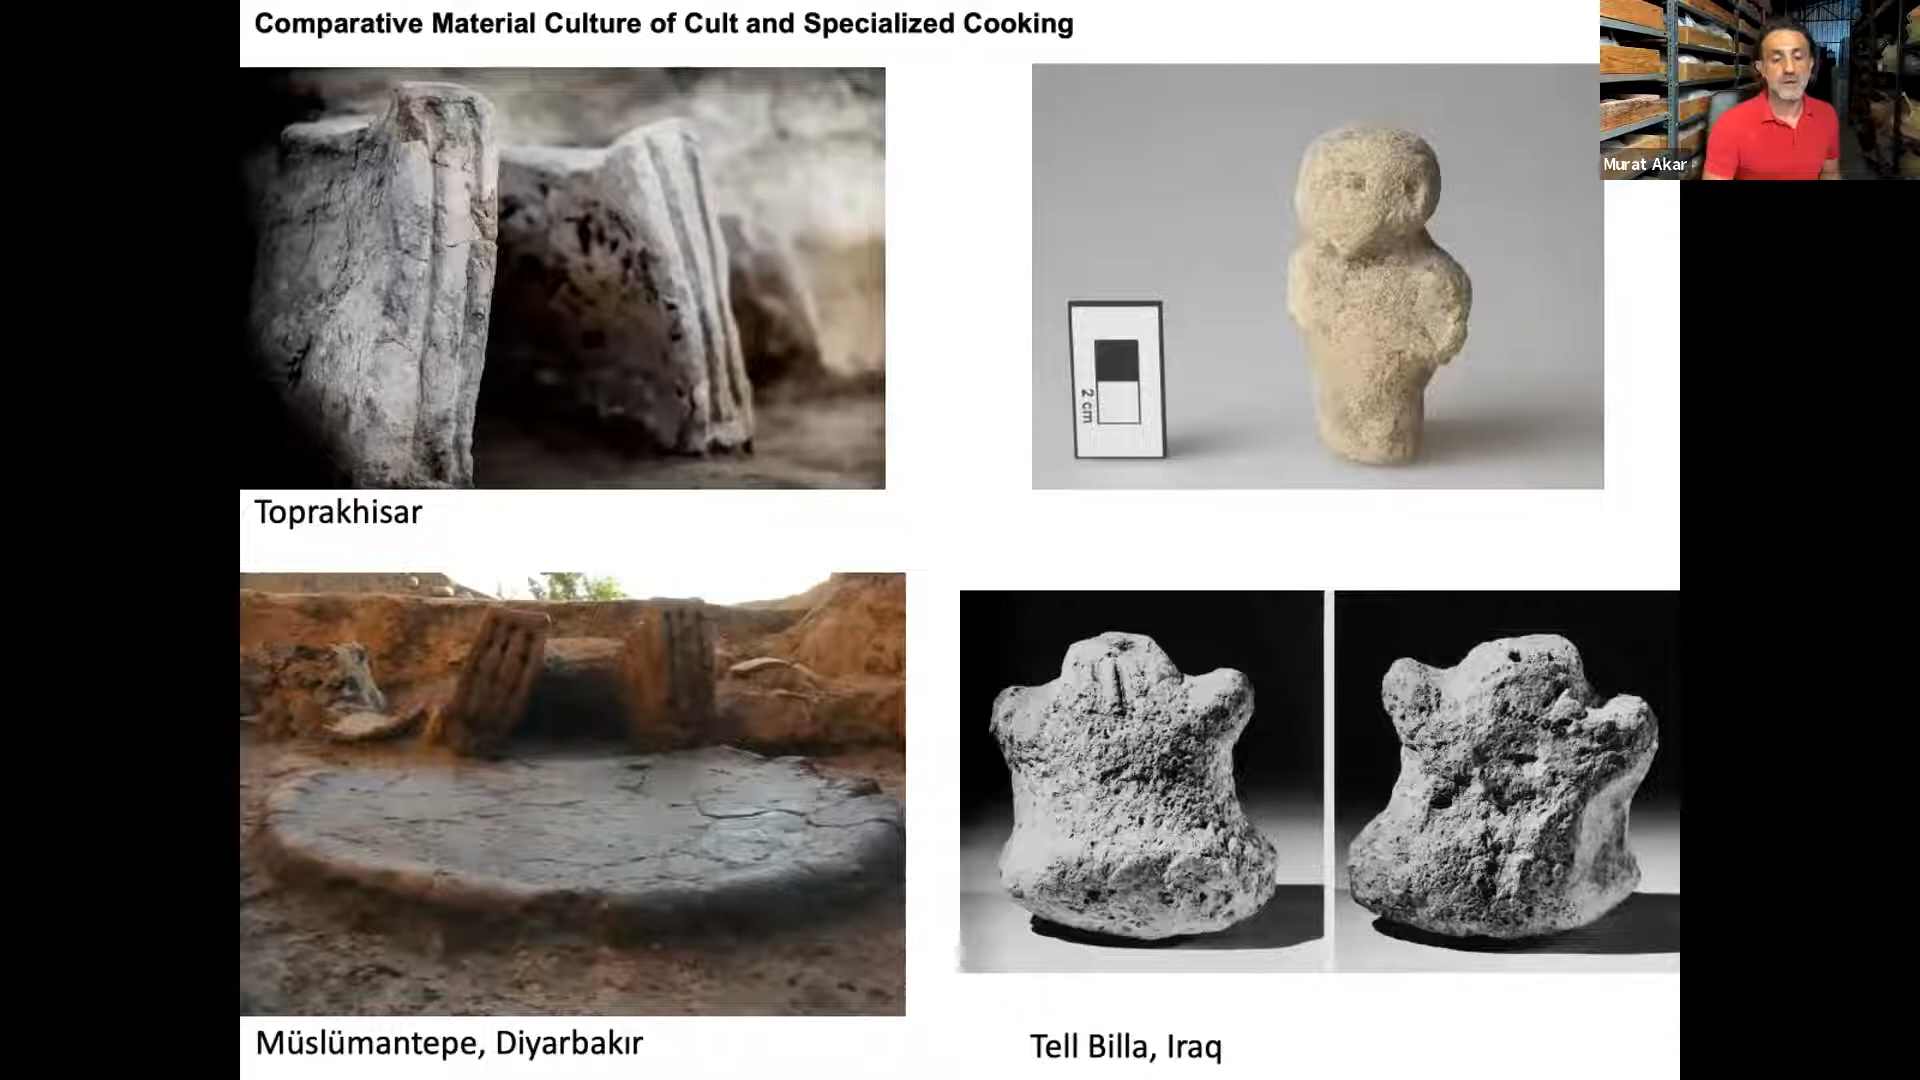 Comparative Material Culture of Cult and Specialized Cooking
Murat Akar
2 cm
Toprakhisar
Müslümantepe, Diyarbakır
Tell Billa, Iraq